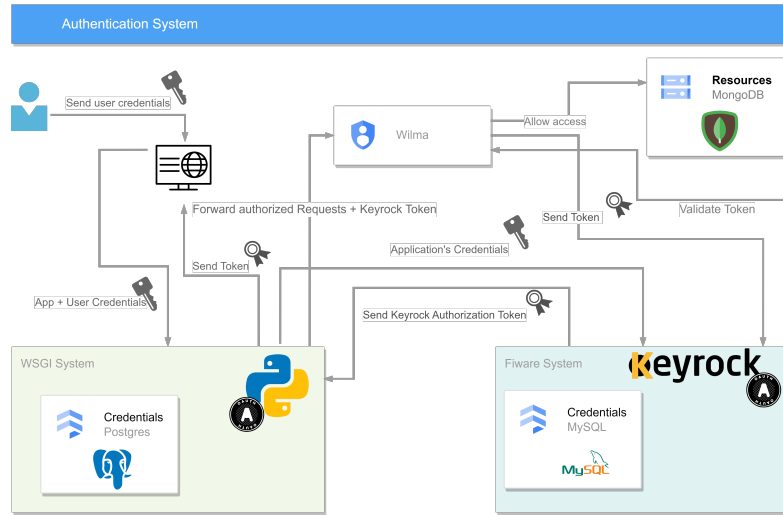 Authentication System
Resources
MongoDB
Send user credentials
Allow access
Wilma
Forward authorized Requests + Keyrock Token
Send Token
Validate Token
Application's Credentials
Send Token
App + User Credentials
Send Keyrock Authorization Token
WSGI System
Fiware System
Keyrock
Credentials
Postgres
Credentials
MySQL
MySQL